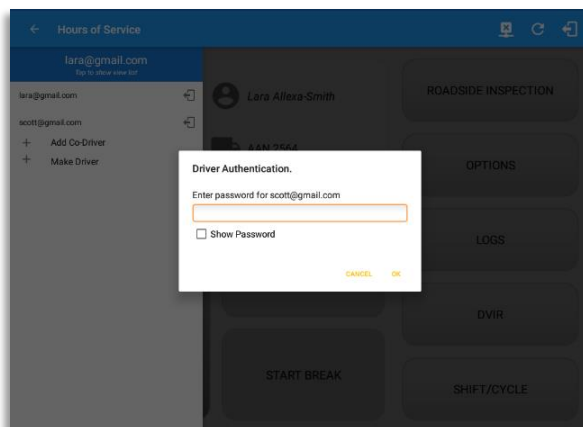 Hours of Service
lara@gmail.com
Tap to show view list
lara@gmail.com
scott@gmail.com
+ Add Co-Driver
+ Make Driver
Lara Allexa-Smith
AAN 2564
ROADSIDE INSPECTION
OPTIONS
LOGS
DVIR
SHIFT/CYCLE
START BREAK
Driver Authentication.
Enter password for scott@gmail.com
Show Password
CANCEL OK